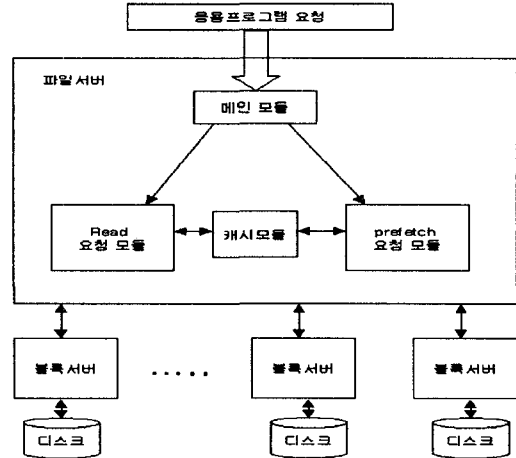 응용프로그램 요청
파일서버
메인 모듈
Read
요청 모듈
캐시모듈
prefetch
요청 모듈
블록서버
.....
블록서버
블록서버
디스크
디스크
디스크